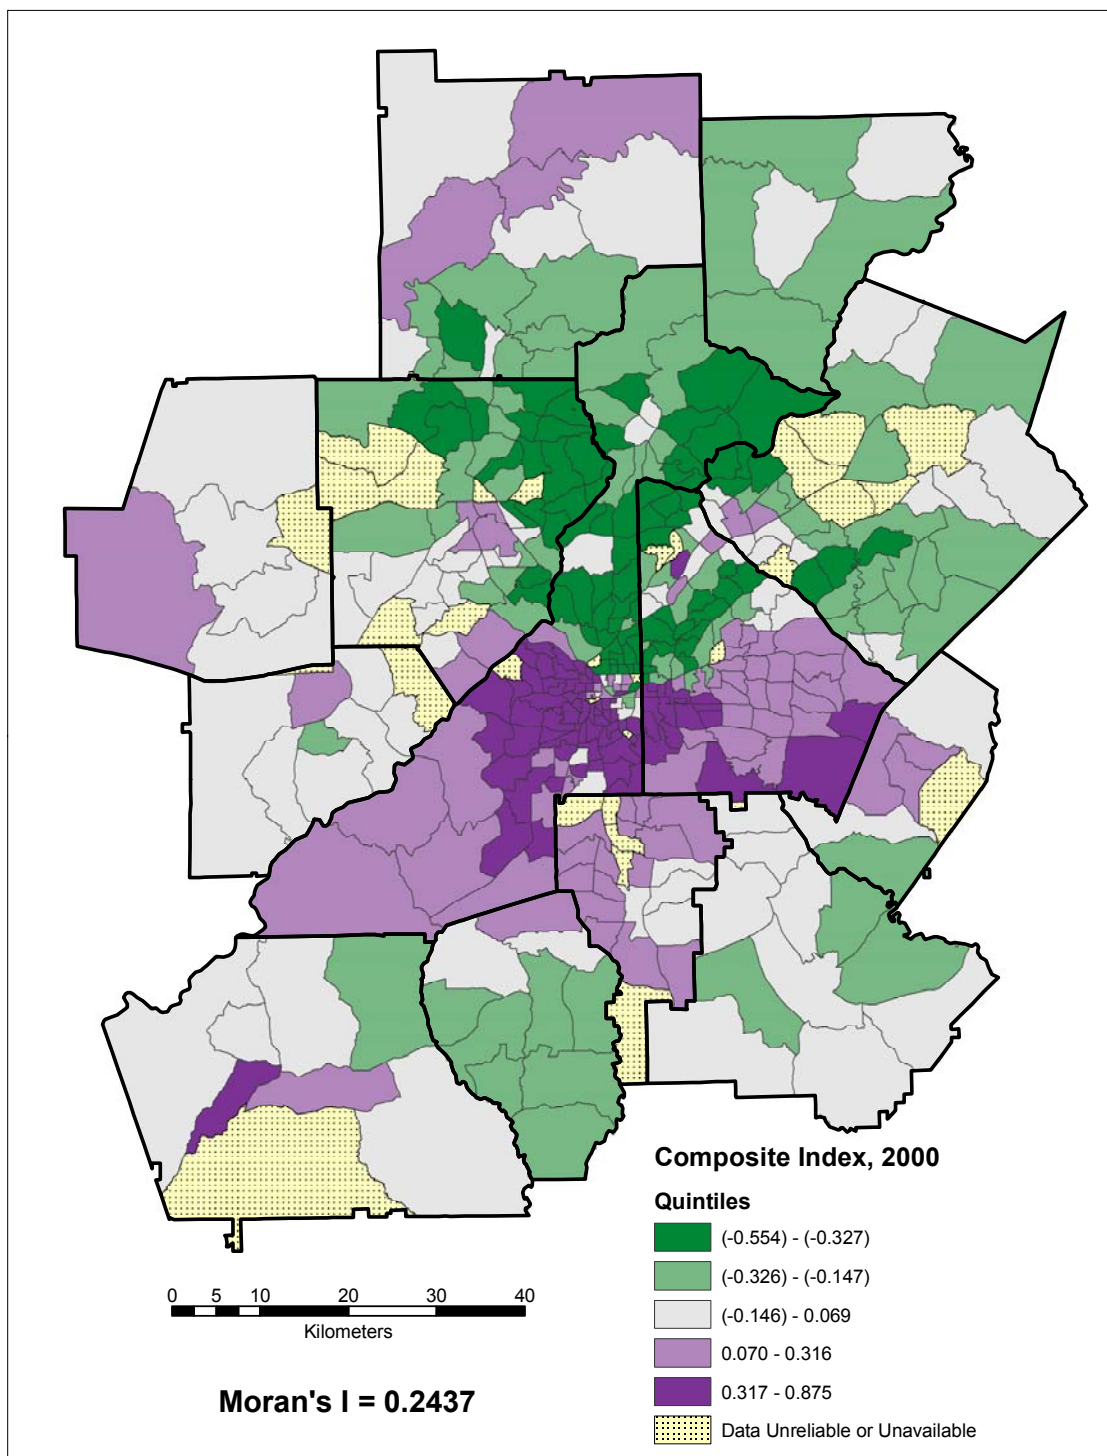 Composite Index, 2000
Quintiles
(-0.554) - (-0.327)
(-0.326) - (-0.147)
(-0.146) - 0.069
0.070 - 0.316
0.317 - 0.875
Data Unreliable or Unavailable
0 5 10 20 30 40
Kilometers
Moran's I = 0.2437